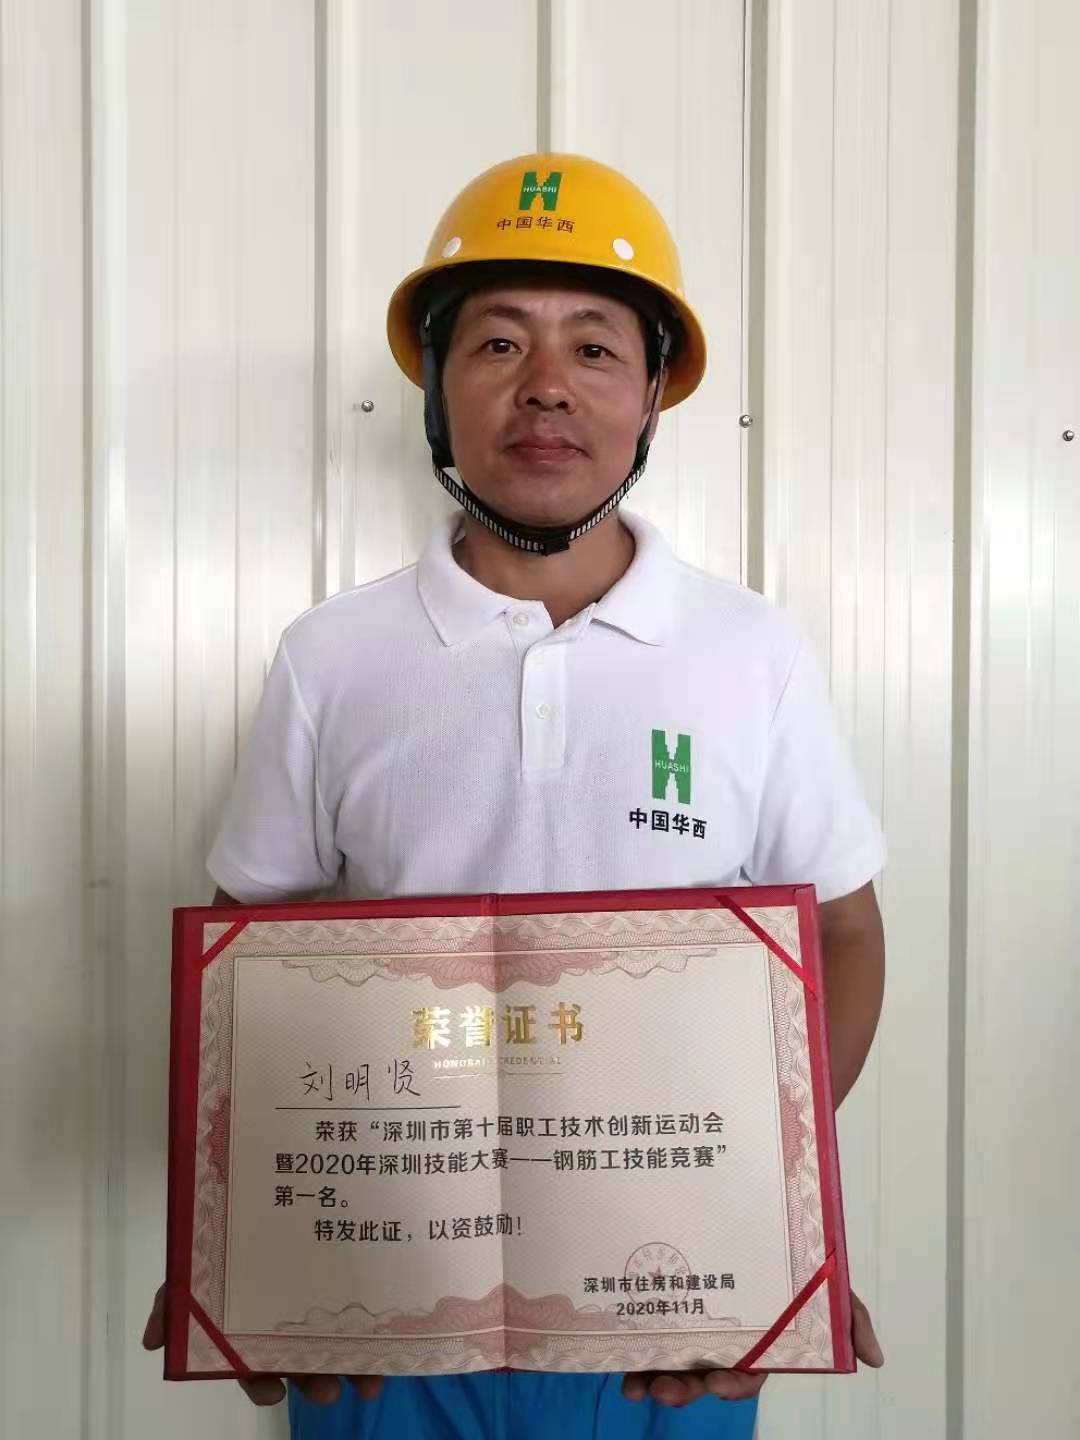 HUASHI
中国华西
HUASHI
中国华西
荣誉证书
刘明贤
荣获“深圳市第十届职工技术创新运动会
暨2020年深圳技能大赛——钢筋工技能竞赛”
第一名。
特发此证，以资鼓励！
深圳市住房和建设局
2020年11月